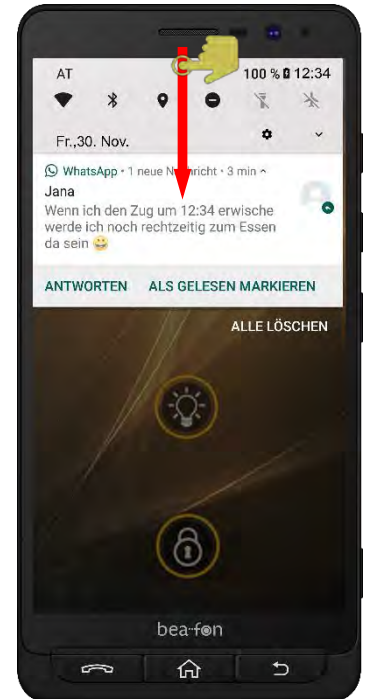 AT 100 % 12:34
Fr.,30. Nov.
WhatsApp • 1 neue Nachricht • 3 min
Jana
Wenn ich den Zug um 12:34 erwische
werde ich noch rechtzeitig zum Essen
da sein 😀
ANTWORTEN ALS GELESEN MARKIEREN
ALLE LÖSCHEN
bea-fon